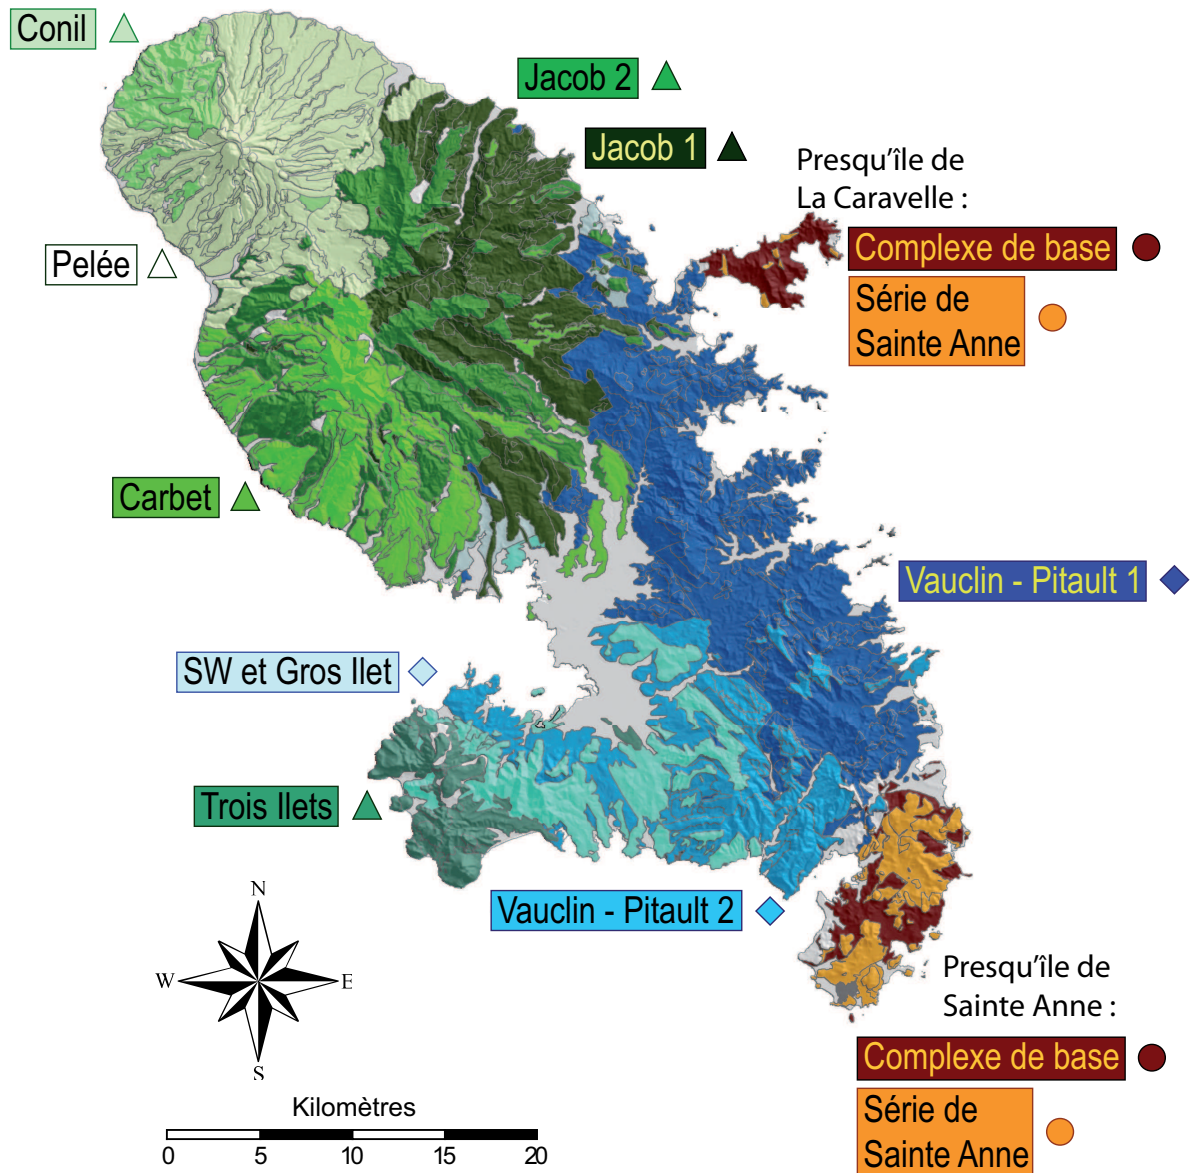 Conil
Jacob 2
Jacob 1
Presqu'île de
La Caravelle :
Complexe de base
Série de
Sainte Anne
Pelée
Carbet
Vauclin - Pitault 1
SW et Gros Ilet
Trois Ilets
Vauclin - Pitault 2
N
W
E
S
Presqu'île de
Sainte Anne :
Complexe de base
Série de
Sainte Anne
Kilomètres
0 5 10 15 20